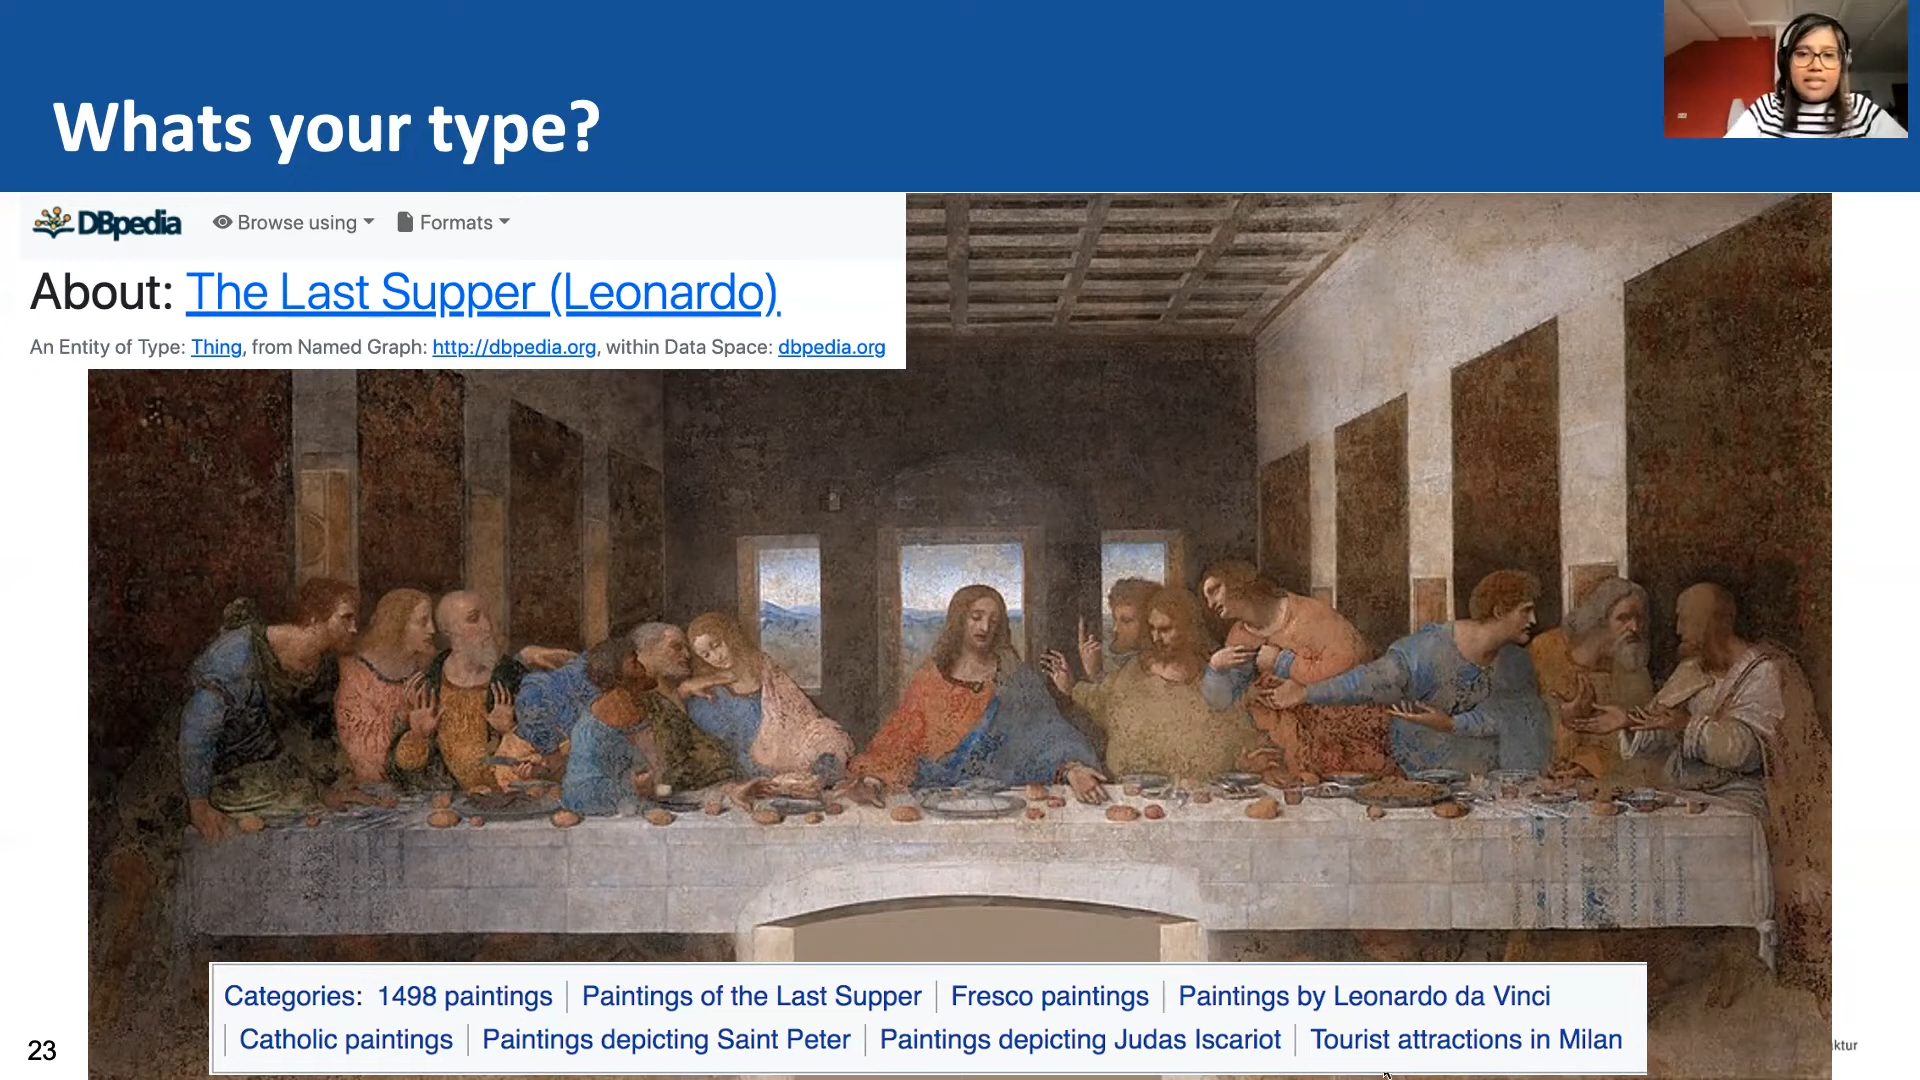 Whats your type?
DBpedia Browse using Formats
About: The Last Supper (Leonardo)
An Entity of Type: Thing, from Named Graph: http://dbpedia.org, within Data Space: dbpedia.org
Categories: 1498 paintings | Paintings of the Last Supper | Fresco paintings | Paintings by Leonardo da Vinci
| Catholic paintings | Paintings depicting Saint Peter | Paintings depicting Judas Iscariot | Tourist attractions in Milan
23
ktur